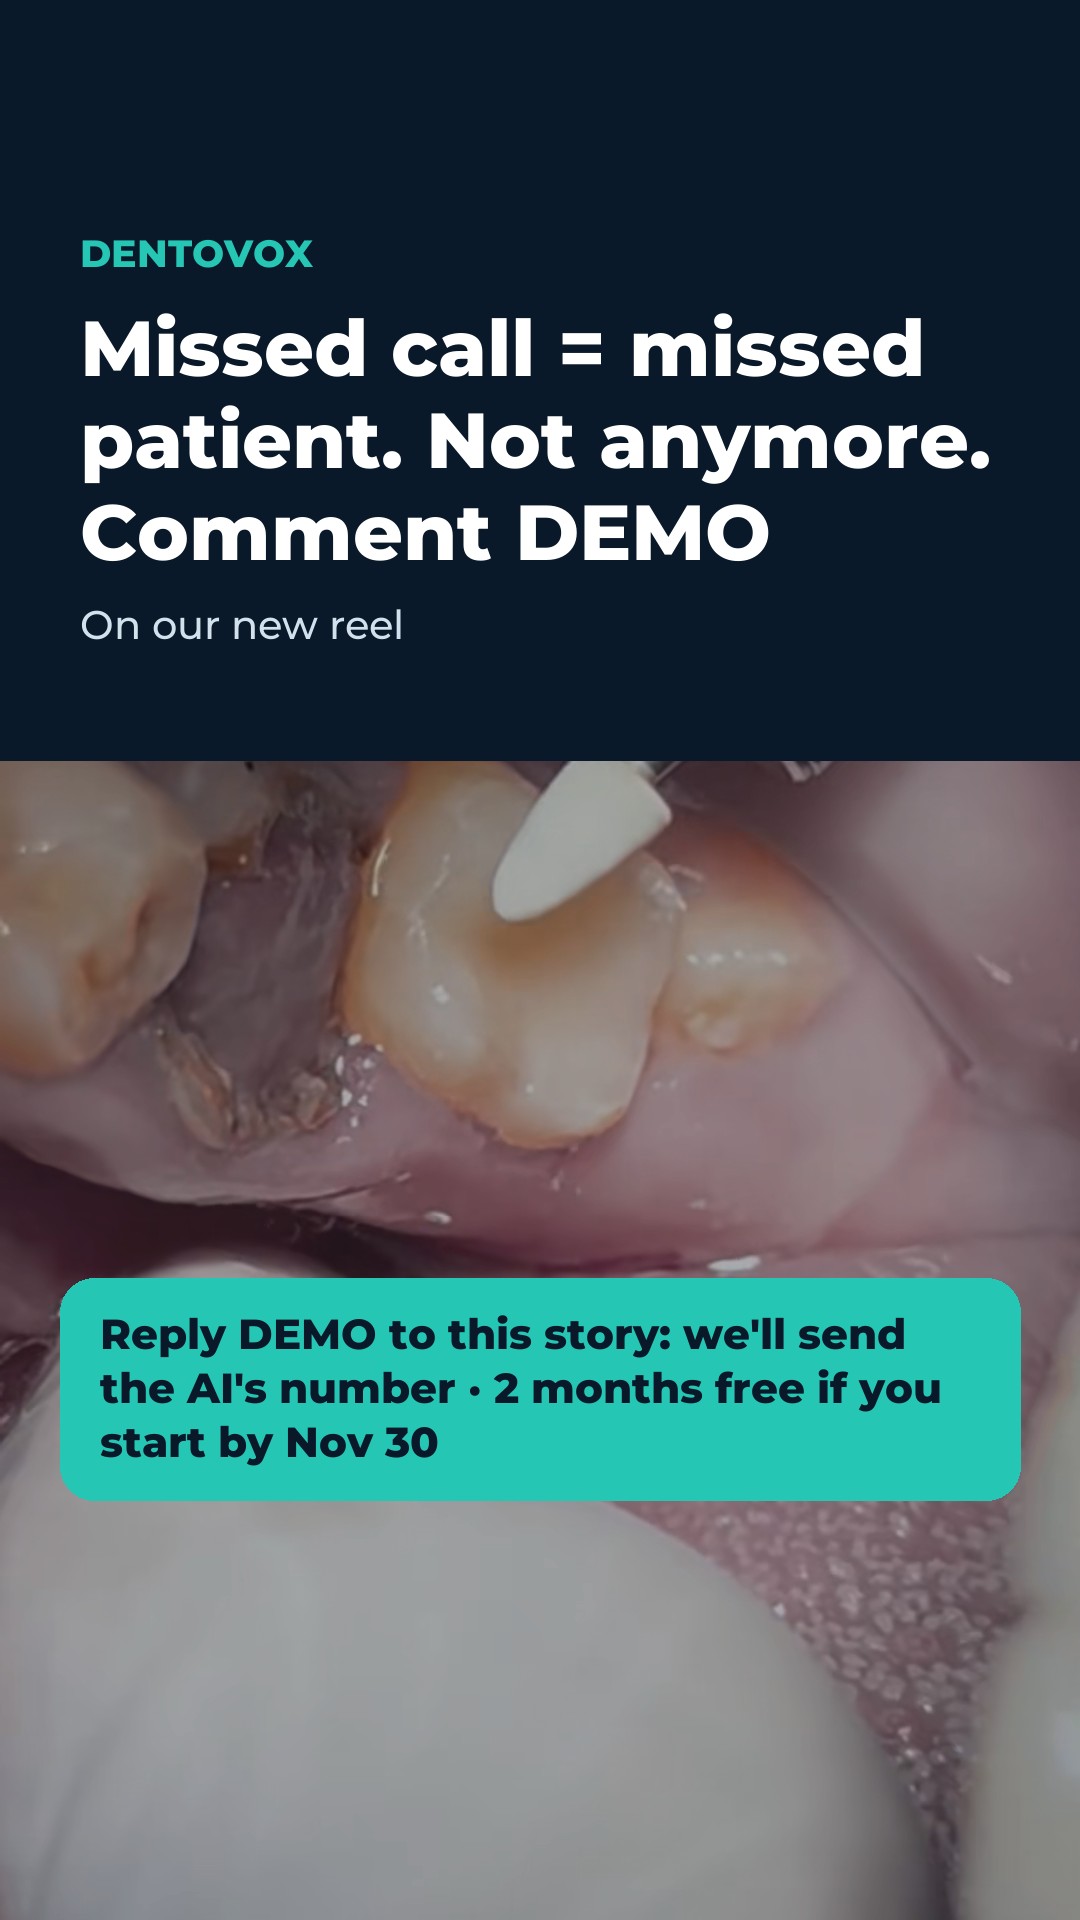 DENTOVOX
Missed call = missed
patient. Not anymore.
Comment DEMO
On our new reel
Reply DEMO to this story: we'll send
the AI's number • 2 months free if you
start by Nov 30